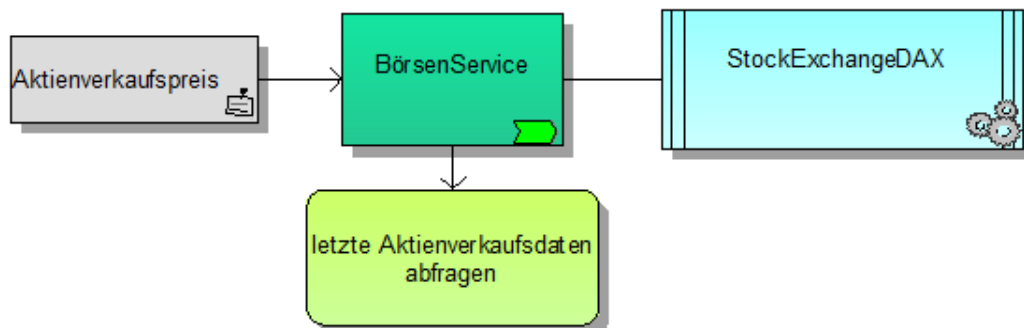 Aktienverkaufspreis
BörsenService
StockExchangeDAX
letzte Aktienverkaufsdaten
abfragen